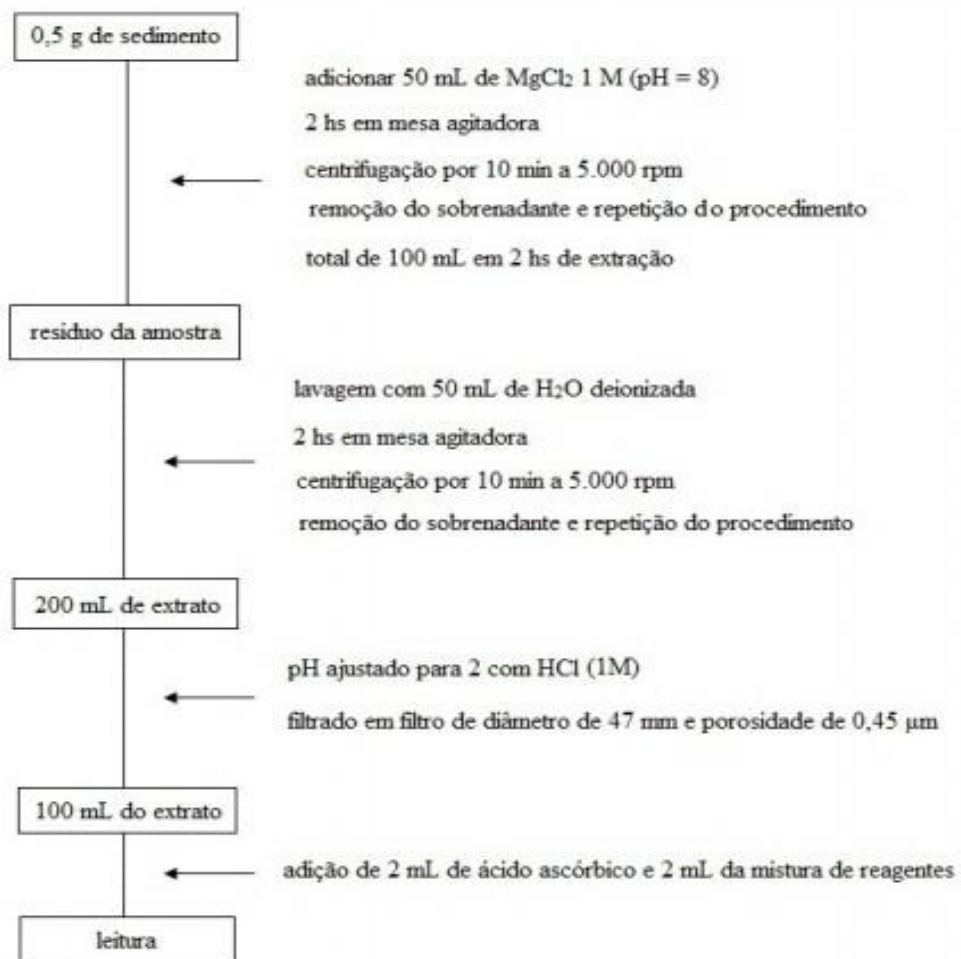 0,5 g de sedimento
adicionar 50 mL de MgCl₂ 1 M (pH = 8)
2 hs em mesa agitadora
centrifugação por 10 min a 5.000 rpm
remoção do sobrenadante e repetição do procedimento
total de 100 mL em 2 hs de extração
resíduo da amostra
lavagem com 50 mL de H₂O deionizada
2 hs em mesa agitadora
centrifugação por 10 min a 5.000 rpm
remoção do sobrenadante e repetição do procedimento
200 mL de extrato
pH ajustado para 2 com HCl (1M)
filtrado em filtro de diâmetro de 47 mm e porosidade de 0,45 µm
100 mL do extrato
adição de 2 mL de ácido ascórbico e 2 mL da mistura de reagentes
leitura